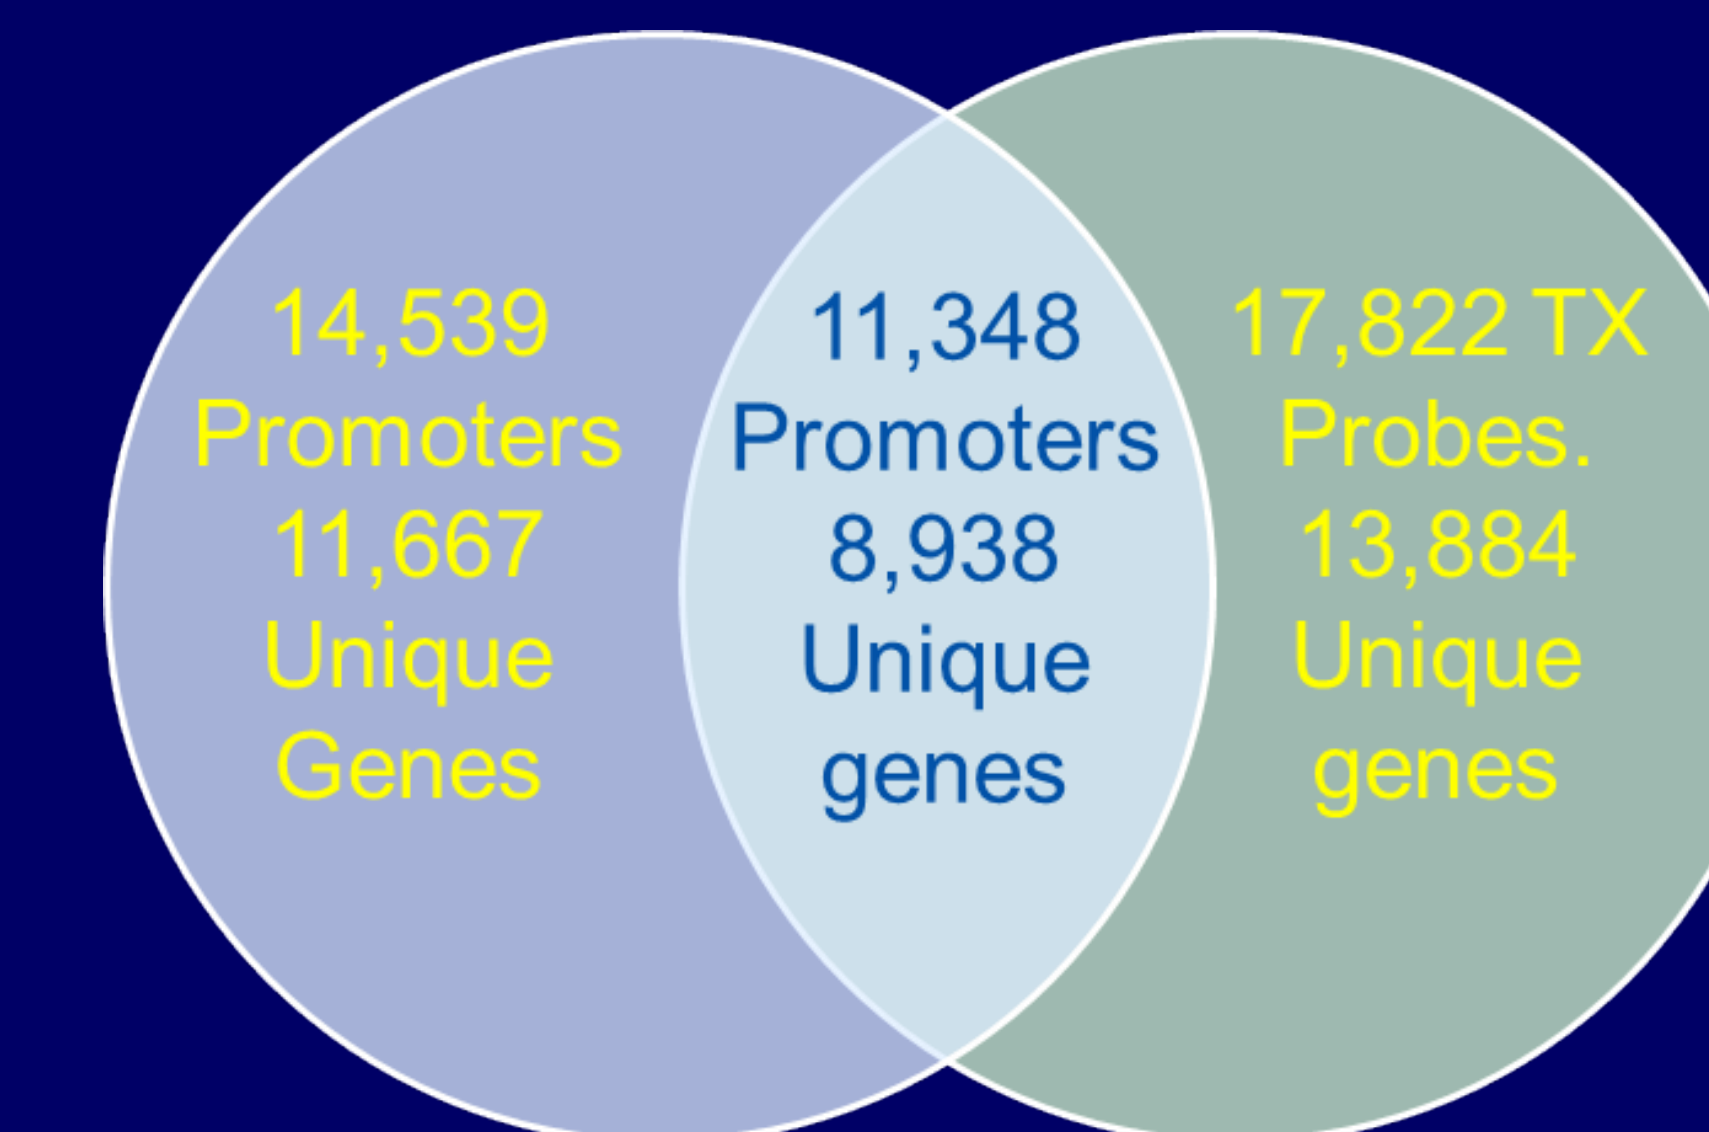 14,539
Promoters
11,667
Unique
Genes
11,348
Promoters
8,938
Unique
genes
17,822 TX
Probes.
13,884
Unique
genes